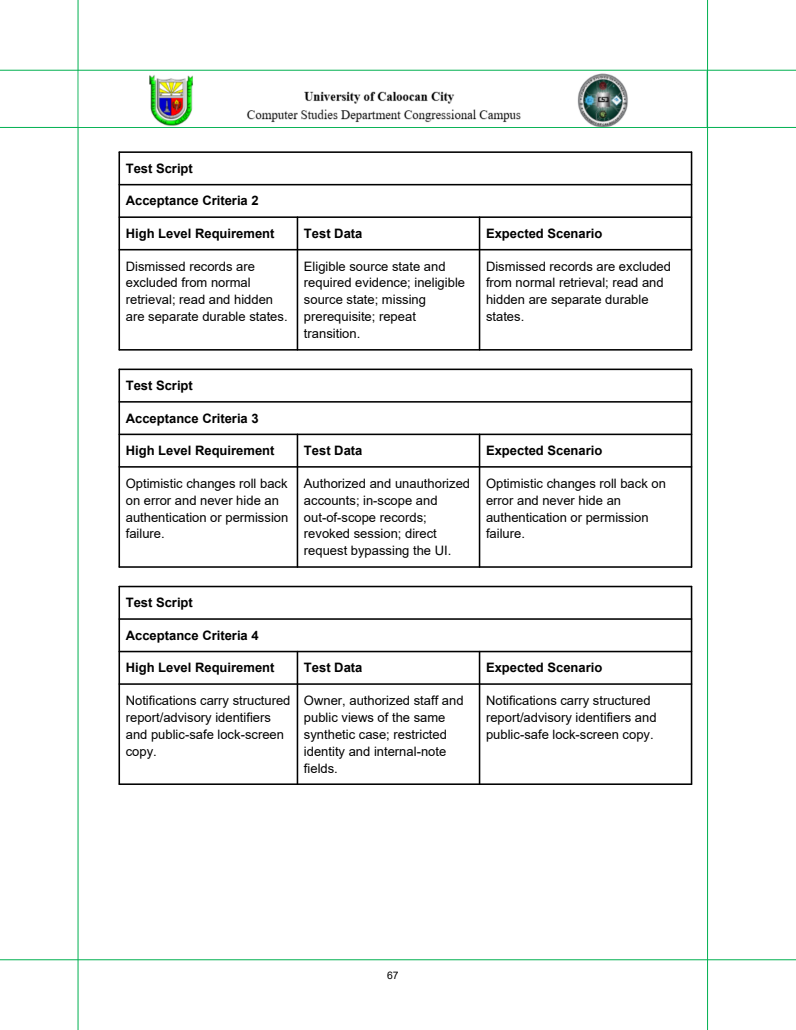 University of Caloocan City
Computer Studies Department Congressional Campus
Test Script
Acceptance Criteria 2
High Level Requirement
Test Data
Expected Scenario
Dismissed records are
excluded from normal
retrieval; read and hidden
are separate durable states.
Eligible source state and
required evidence; ineligible
source state; missing
prerequisite; repeat
transition.
Dismissed records are excluded
from normal retrieval; read and
hidden are separate durable
states.
Test Script
Acceptance Criteria 3
High Level Requirement
Test Data
Expected Scenario
Optimistic changes roll back
on error and never hide an
authentication or permission
failure.
Authorized and unauthorized
accounts; in-scope and
out-of-scope records;
revoked session; direct
request bypassing the UI.
Optimistic changes roll back on
error and never hide an
authentication or permission
failure.
Test Script
Acceptance Criteria 4
High Level Requirement
Test Data
Expected Scenario
Notifications carry structured
report/advisory identifiers
and public-safe lock-screen
copy.
Owner, authorized staff and
public views of the same
synthetic case; restricted
identity and internal-note
fields.
Notifications carry structured
report/advisory identifiers and
public-safe lock-screen copy.
67